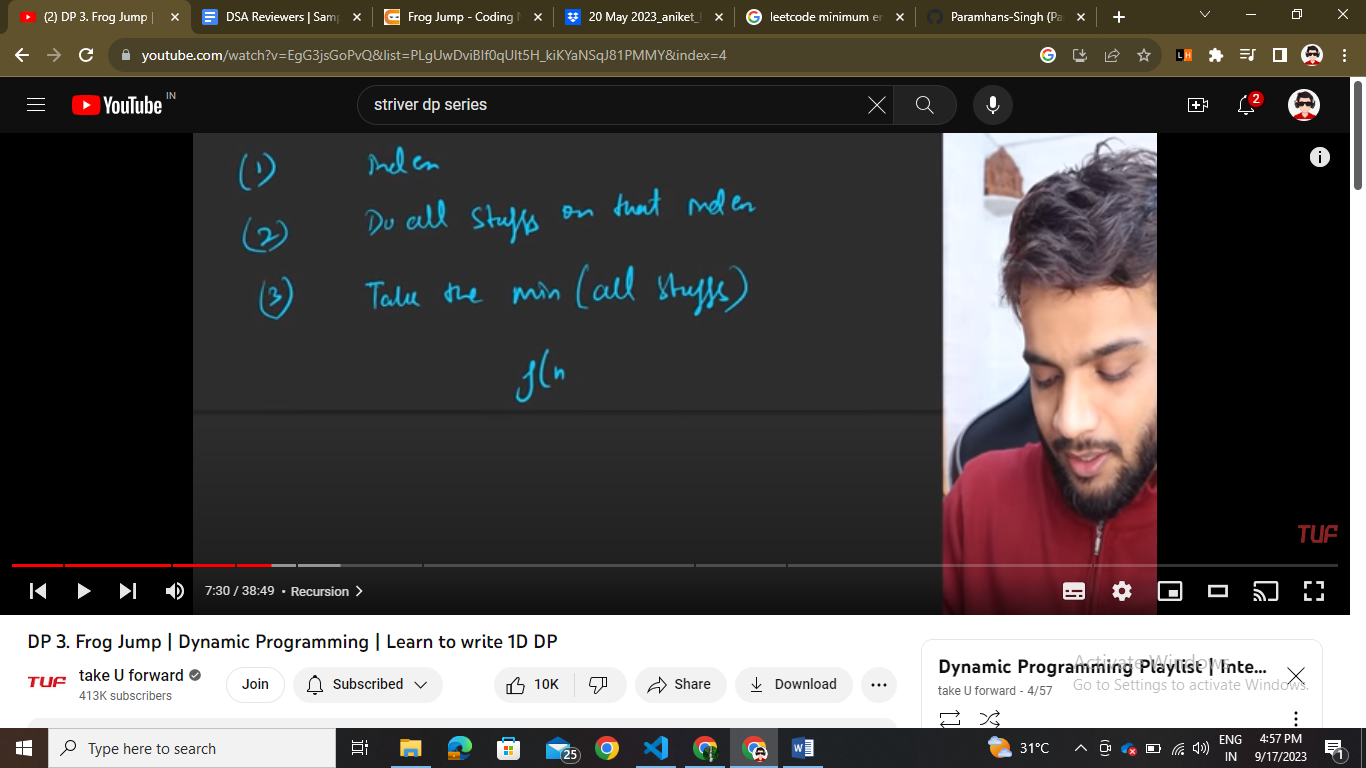 (2) DP 3. Frog Jump |
DSA Reviewers | Sam
Frog Jump - Coding N
20 May 2023_aniket_
leetcode minimum e
Paramhans-Singh (Pa
youtube.com/watch?v=EgG3jsGoPvQ&list=PLgUwDviBIf0qUlt5H_kiKYaNSqJ81PMMY&index=4
YouTube IN
striver dp series
2
(1) Index
(2) Do all stuffs on that index
(3) Take the min (all stuffs)
f(n
TUF
7:30 / 38:49 • Recursion >
DP 3. Frog Jump | Dynamic Programming | Learn to write 1D DP
TUF
take U forward
413K subscribers
Join
Subscribed
10K
Share
Download
Dynamic Programming Playlist | Inte...
take U forward - 4/57
Activate Windows
Go to Settings to activate Windows.
Type here to search
25
31°C
ENG
IN
4:57 PM
9/17/2023
1